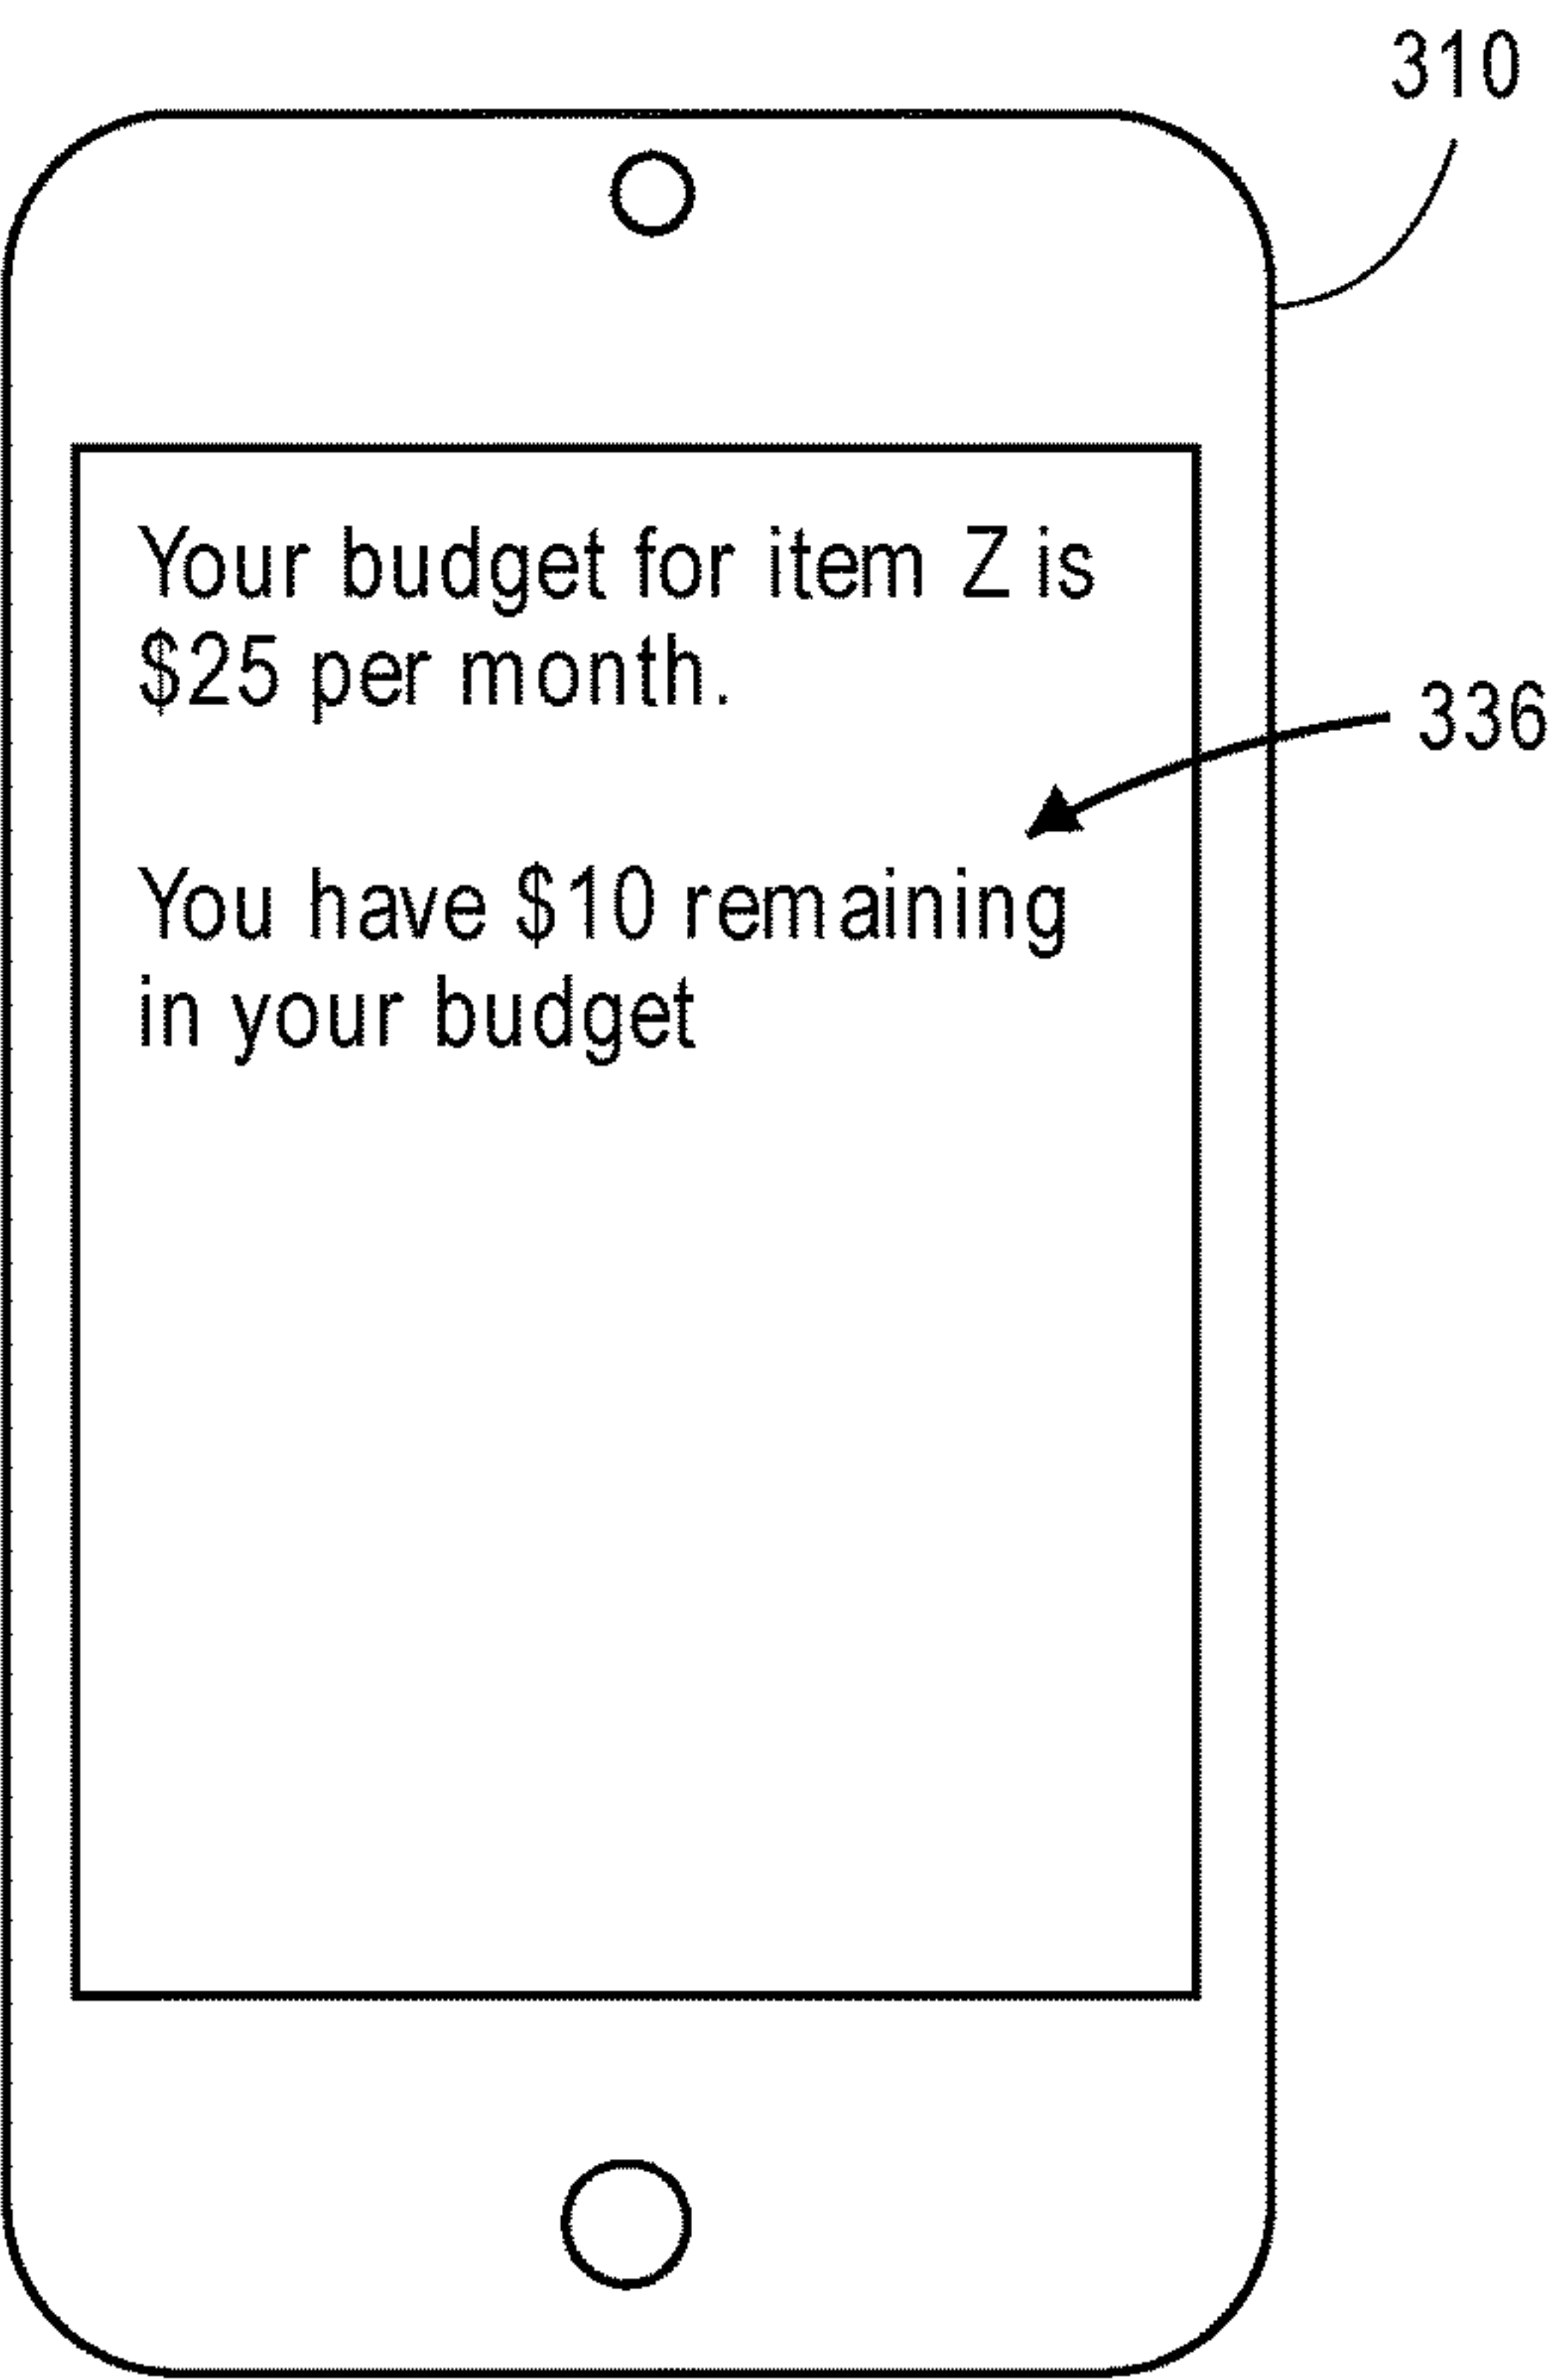 310
Your budget for item Z is
$25 per month.
336
You have $10 remaining
in your budget